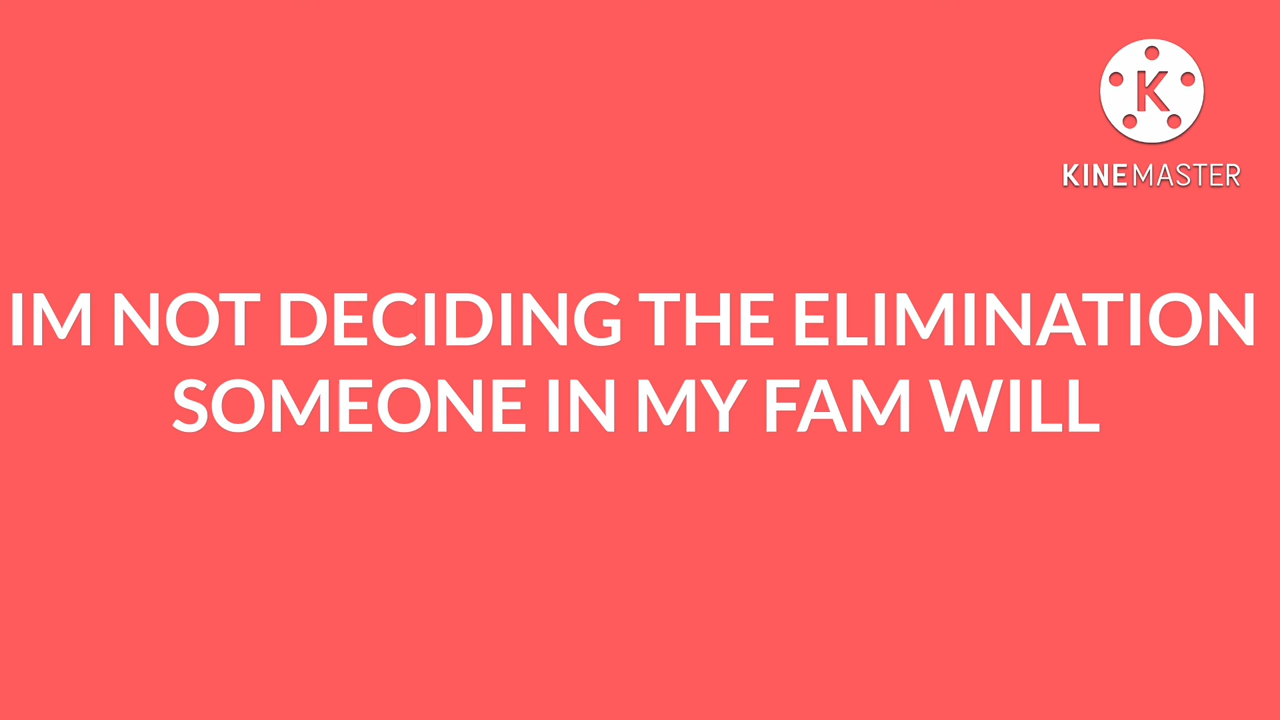 K
KINEMASTER
IM NOT DECIDING THE ELIMINATION
SOMEONE IN MY FAM WILL